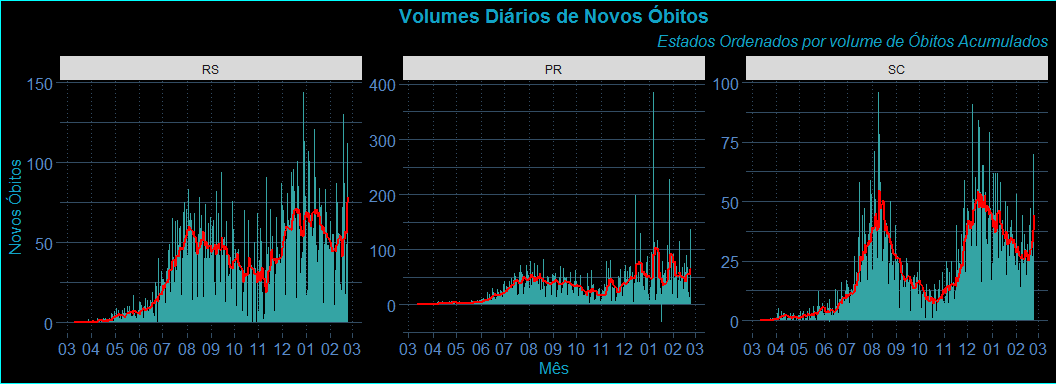 Volumes Diários de Novos Óbitos
Estados Ordenados por volume de Óbitos Acumulados
RS PR SC
Novos Óbitos
150
100
50
0
03 04 05 06 07 08 09 10 11 12 01 02 03
400
300
200
100
0
03 04 05 06 07 08 09 10 11 12 01 02 03
100
75
50
25
0
03 04 05 06 07 08 09 10 11 12 01 02 03
Mês